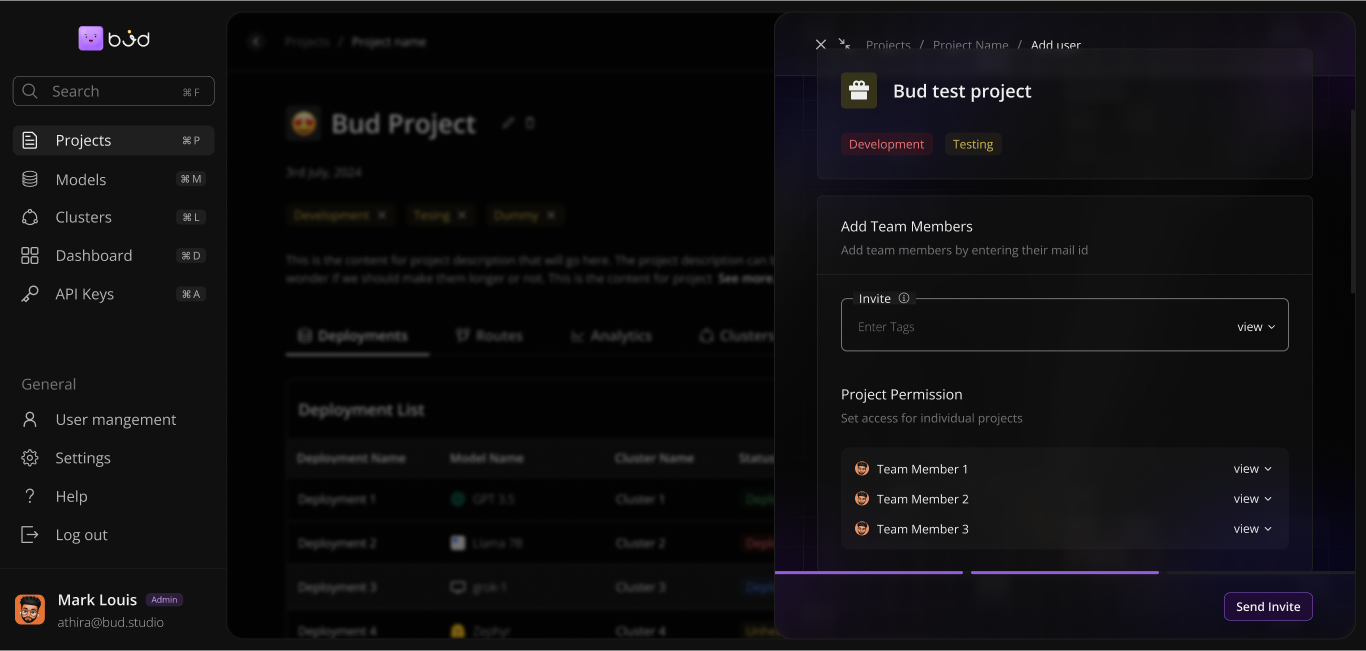 bud
Search ⌘ F
Projects ⌘ P
Models ⌘ M
Clusters ⌘ L
Dashboard ⌘ D
API Keys ⌘ A
General
User mangement
Settings
Help
Log out
Mark Louis Admin
athira@bud.studio
Projects / Project name
Bud Project
3rd july, 2024
Development × Tesing × Dummy ×
This is the content for project description that will go here. The project description can
wonder if we should make them longer or not. This is the content for project See more
Deployments Routes Analytics Clusters
Deployment List
Deployment Name Model Name Cluster Name Status
Deployment 1 GPT 3.5 Cluster 1
Deployment 2 Llama 7B Cluster 2
Deployment 3 grok-1 Cluster 3
Deployment 4 Zephyr Cluster 4
Projects / Project Name / Add user
Bud test project
Development Testing
Add Team Members
Add team members by entering their mail id
Invite
Enter Tags view
Project Permission
Set access for individual projects
Team Member 1 view
Team Member 2 view
Team Member 3 view
Send Invite